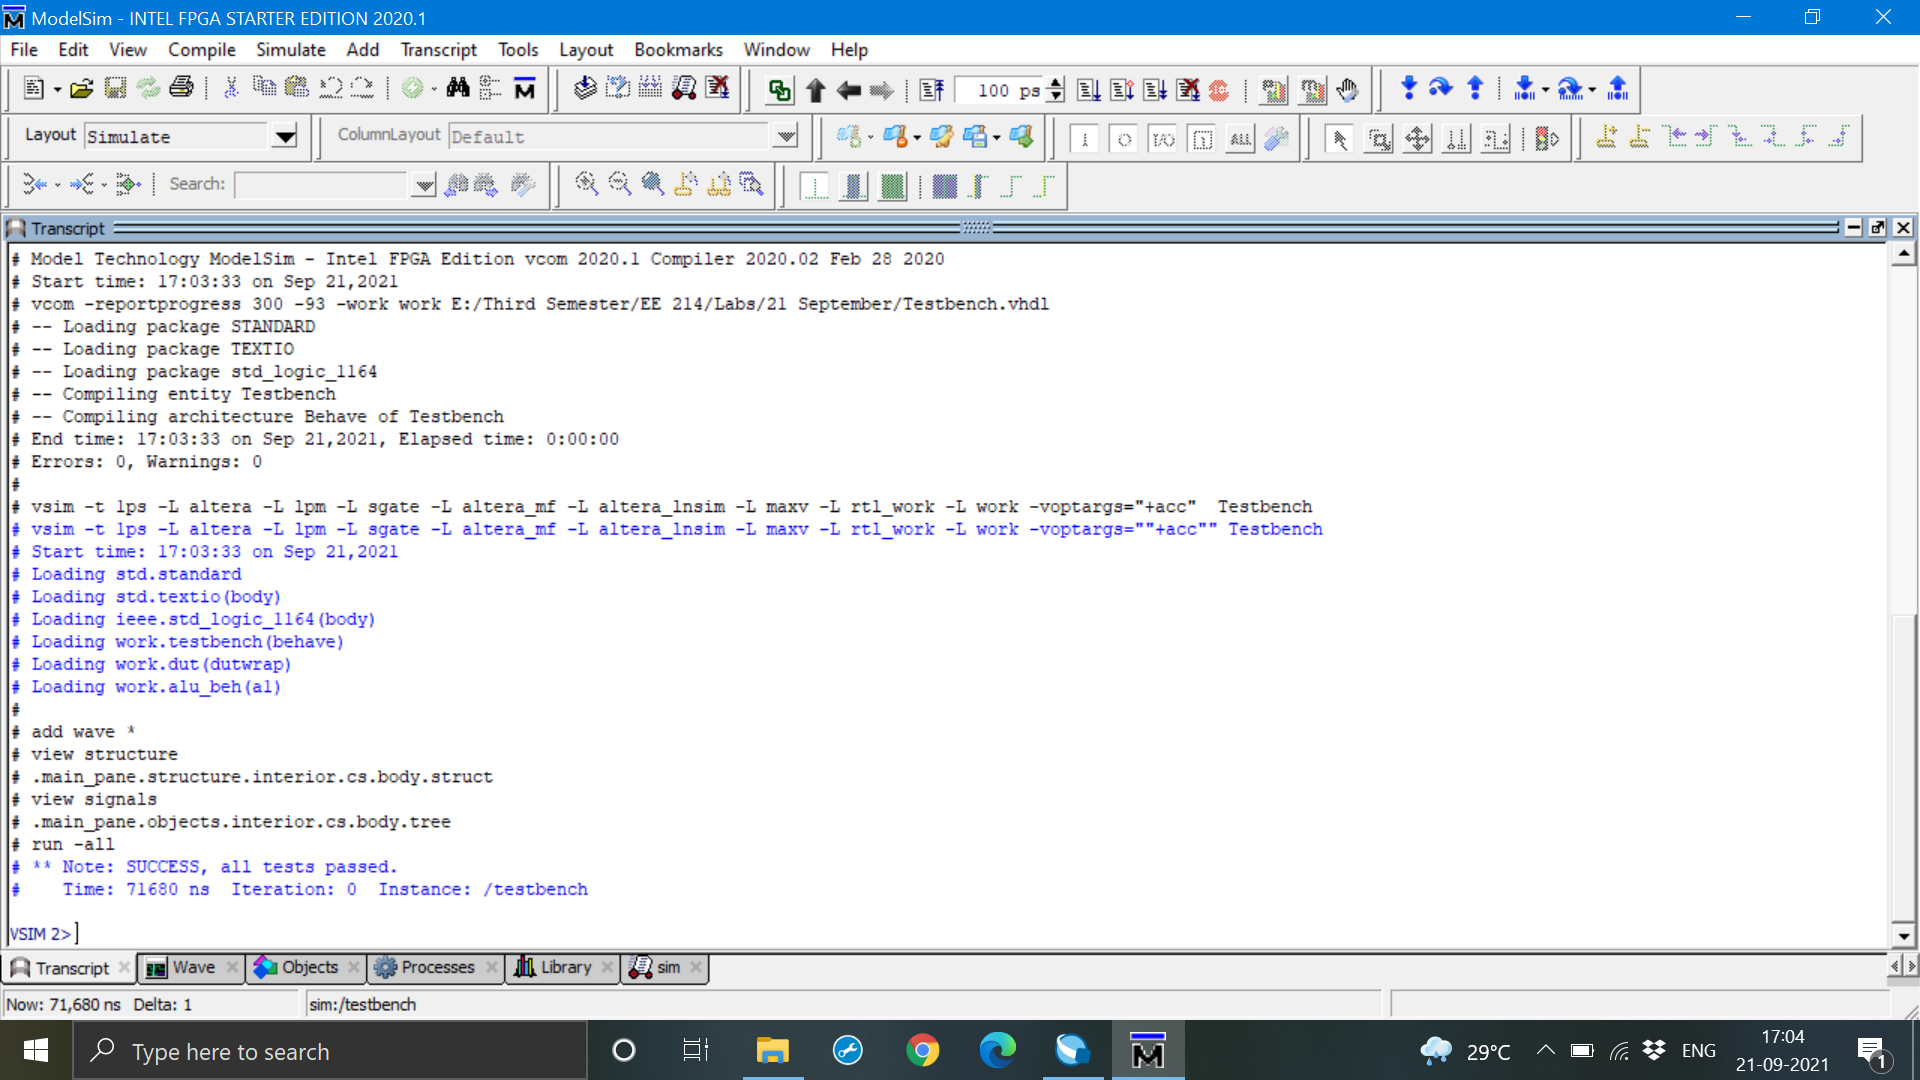 ModelSim - INTEL FPGA STARTER EDITION 2020.1
File Edit View Compile Simulate Add Transcript Tools Layout Bookmarks Window Help
100 ps
Layout Simulate ColumnLayout Default ALL
Search:
Transcript
# Model Technology ModelSim - Intel FPGA Edition vcom 2020.1 Compiler 2020.02 Feb 28 2020
# Start time: 17:03:33 on Sep 21,2021
# vcom -reportprogress 300 -93 -work work E:/Third Semester/EE 214/Labs/21 September/Testbench.vhdl
# -- Loading package STANDARD
# -- Loading package TEXTIO
# -- Loading package std_logic_1164
# -- Compiling entity Testbench
# -- Compiling architecture Behave of Testbench
# End time: 17:03:33 on Sep 21,2021, Elapsed time: 0:00:00
# Errors: 0, Warnings: 0
#
# vsim -t 1ps -L altera -L lpm -L sgate -L altera_mf -L altera_lnsim -L maxv -L rtl_work -L work -voptargs="+acc"  Testbench
# vsim -t 1ps -L altera -L lpm -L sgate -L altera_mf -L altera_lnsim -L maxv -L rtl_work -L work -voptargs=""+acc"" Testbench
# Start time: 17:03:33 on Sep 21,2021
# Loading std.standard
# Loading std.textio(body)
# Loading ieee.std_logic_1164(body)
# Loading work.testbench(behave)
# Loading work.dut(dutwrap)
# Loading work.alu_beh(a1)
#
# add wave *
# view structure
# .main_pane.structure.interior.cs.body.struct
# view signals
# .main_pane.objects.interior.cs.body.tree
# run -all
# ** Note: SUCCESS, all tests passed.
#    Time: 71680 ns  Iteration: 0  Instance: /testbench
VSIM 2>
Transcript Wave Objects Processes Library sim
Now: 71,680 ns Delta: 1 sim:/testbench
Type here to search
29°C ENG 17:04
21-09-2021 1